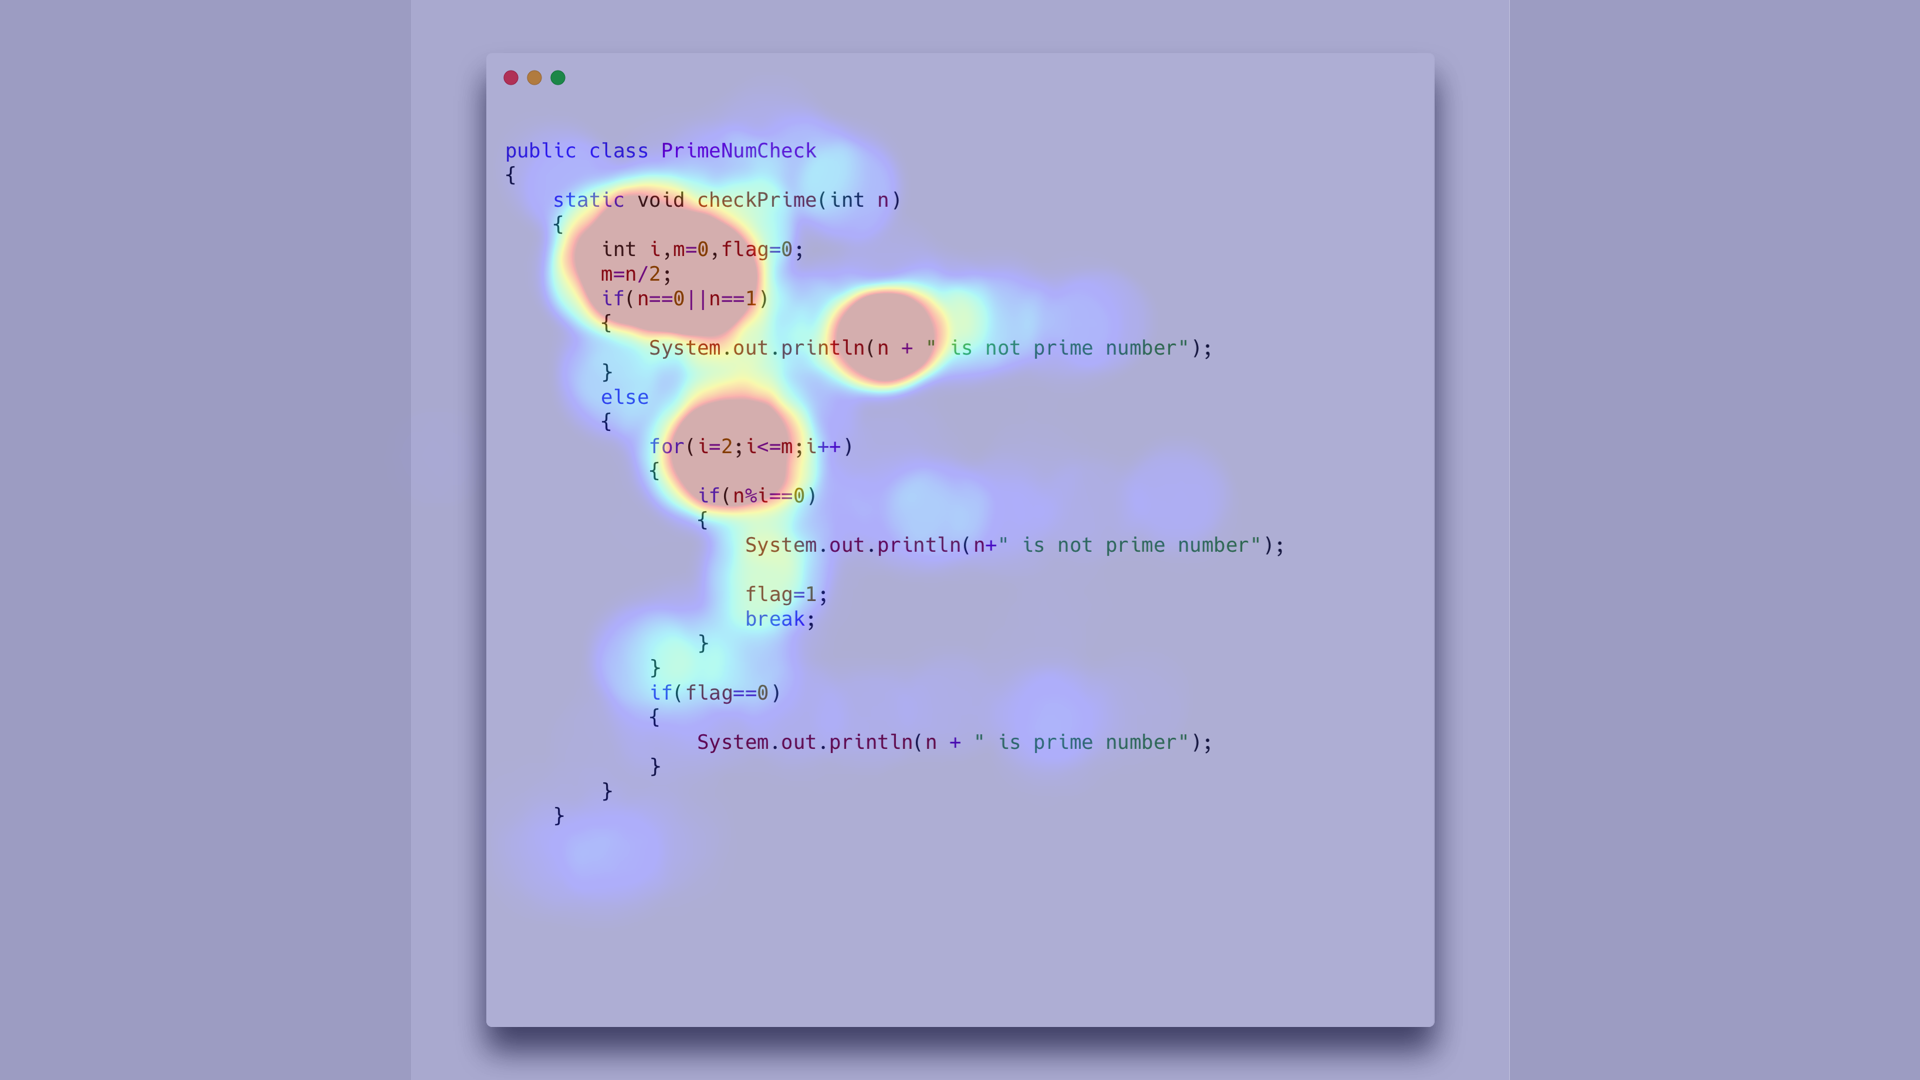 public class PrimeNumCheck
{
    static void checkPrime(int n)
    {
        int i,m=0,flag=0;
        m=n/2;
        if(n==0||n==1)
        {
            System.out.println(n + " is not prime number");
        }
        else
        {
            for(i=2;i<=m;i++)
            {
                if(n%i==0)
                {
                    System.out.println(n+" is not prime number");

                    flag=1;
                    break;
                }
            }
            if(flag==0)
            {
                System.out.println(n + " is prime number");
            }
        }
    }